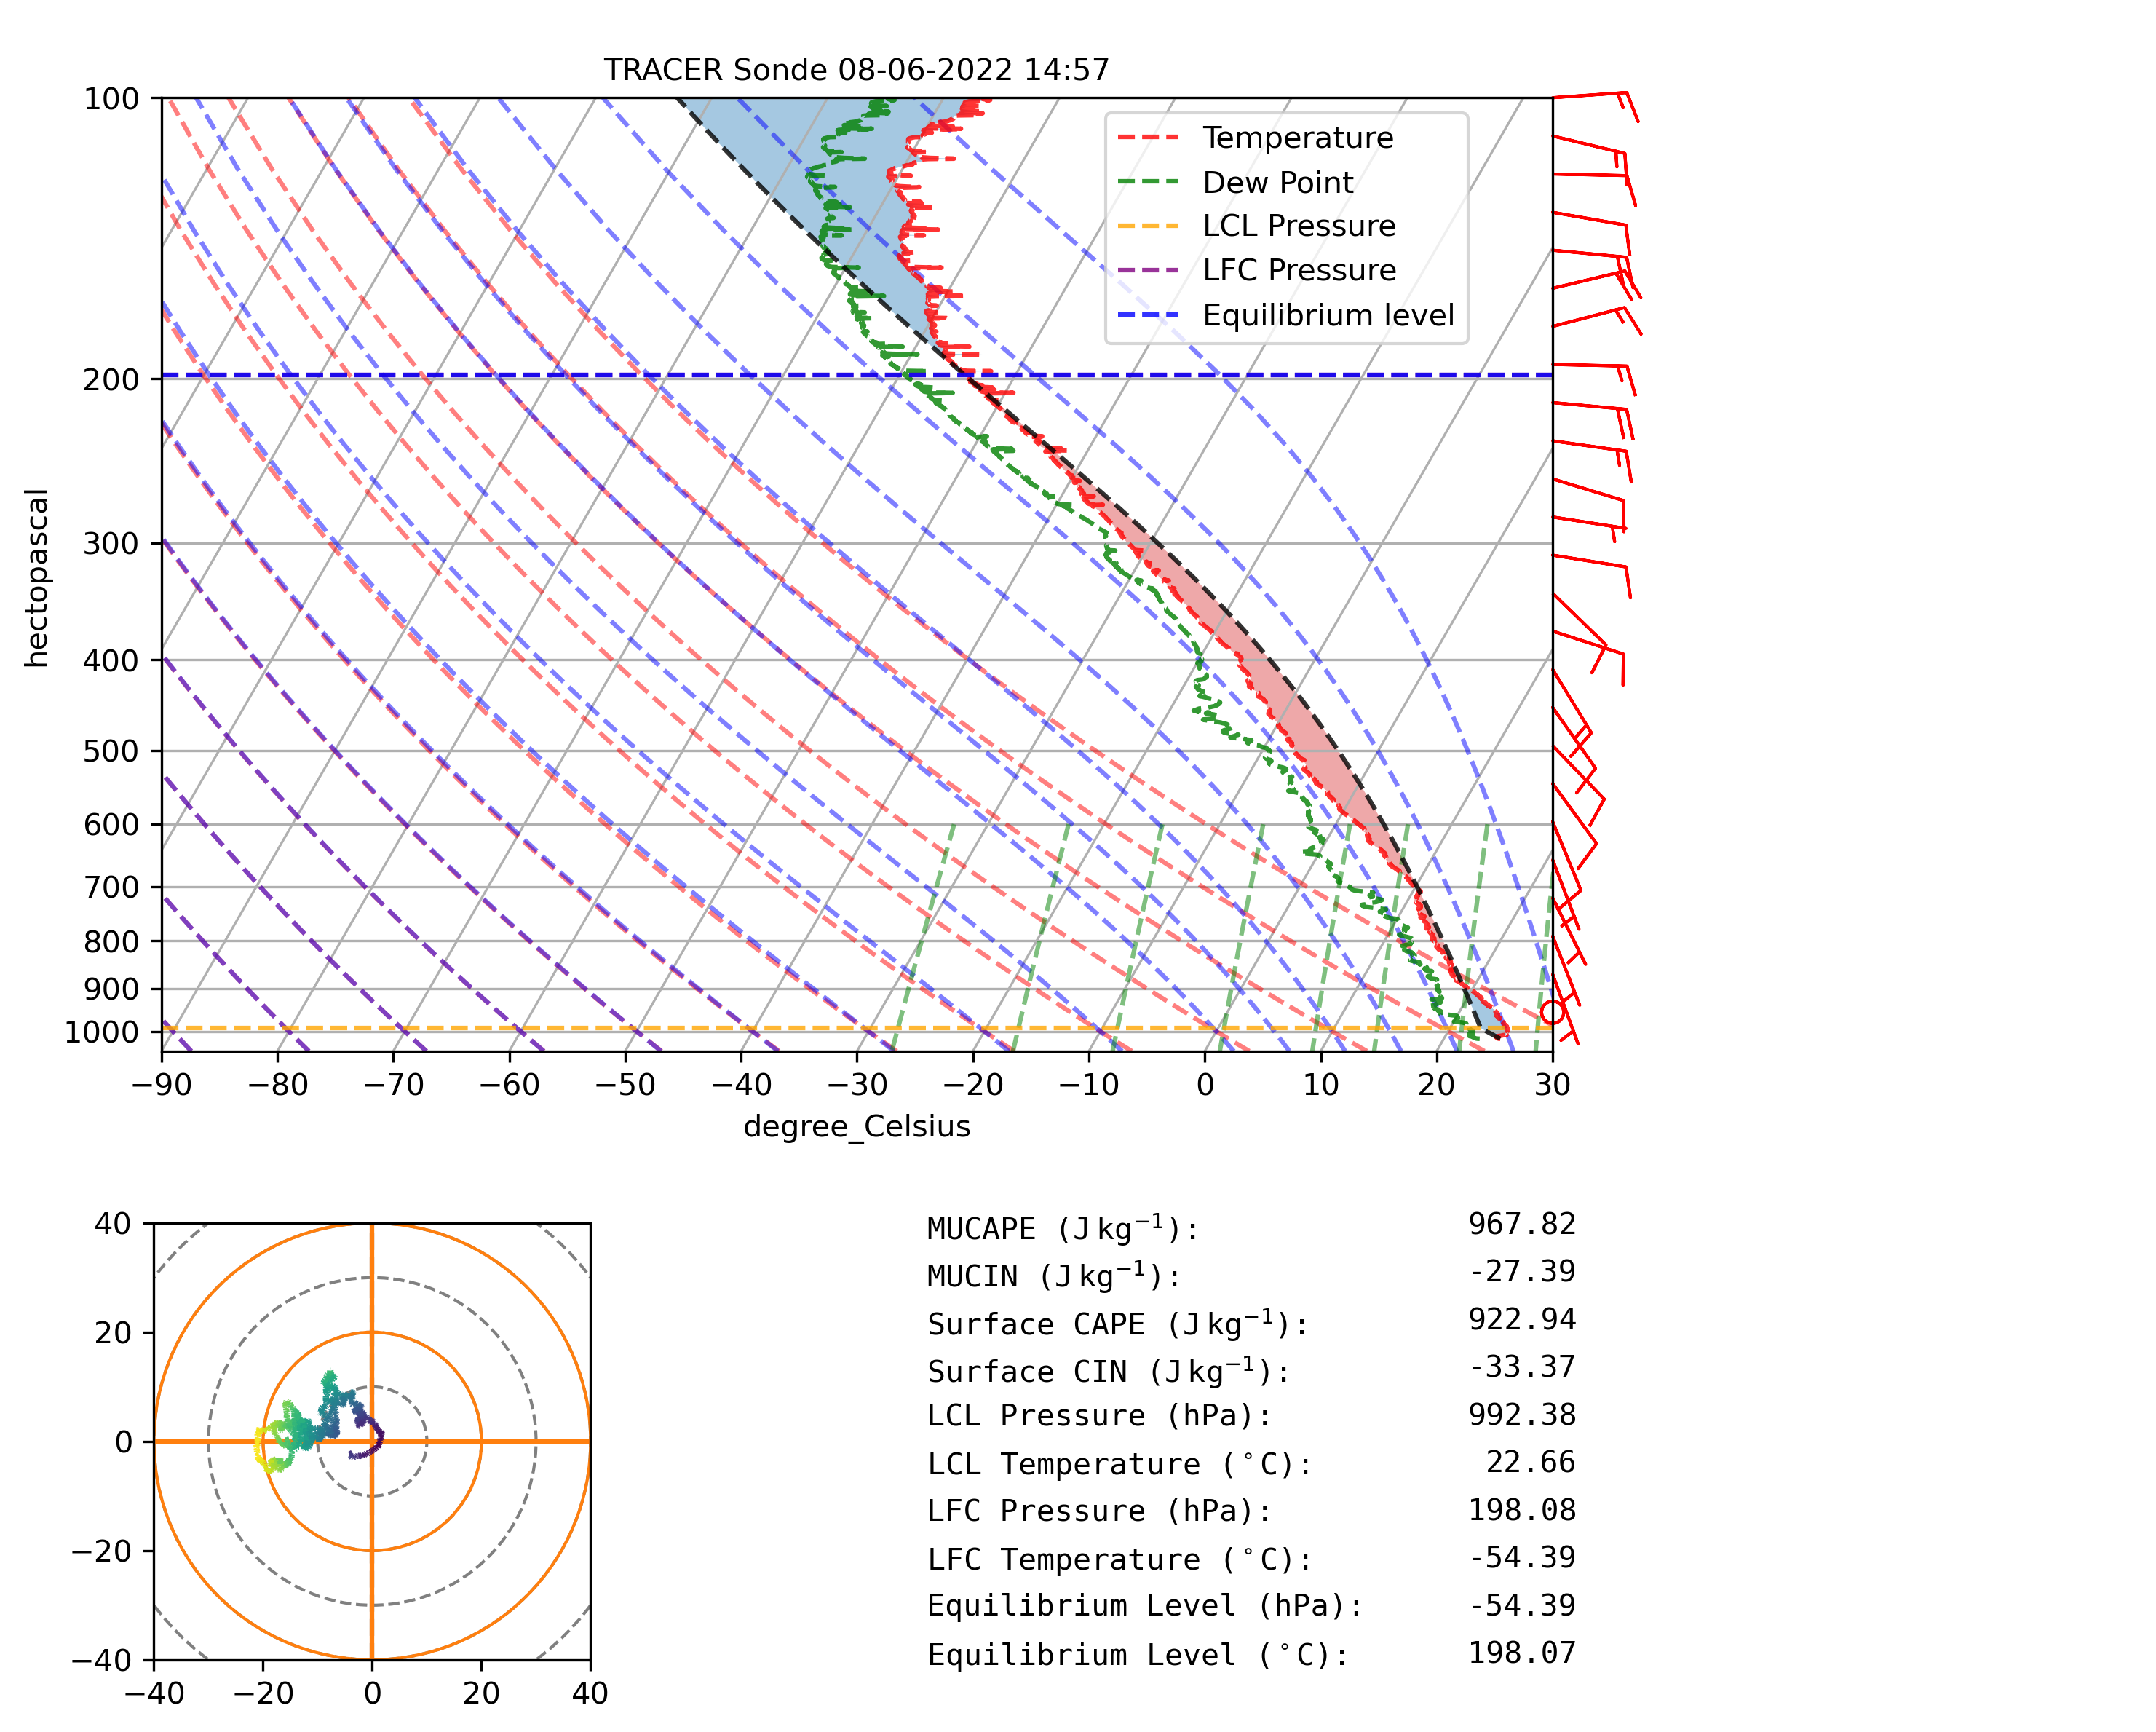 TRACER Sonde 08-06-2022 14:57
100
200
300
400
500
600
700
800
900
1000
hectopascal
Temperature
Dew Point
LCL Pressure
LFC Pressure
Equilibrium level
−90 −80 −70 −60 −50 −40 −30 −20 −10 0 10 20 30
degree_Celsius
40
20
0
−20
−40
−40 −20 0 20 40
MUCAPE (J kg⁻¹): 967.82
MUCIN (J kg⁻¹): -27.39
Surface CAPE (J kg⁻¹): 922.94
Surface CIN (J kg⁻¹): -33.37
LCL Pressure (hPa): 992.38
LCL Temperature (°C): 22.66
LFC Pressure (hPa): 198.08
LFC Temperature (°C): -54.39
Equilibrium Level (hPa): -54.39
Equilibrium Level (°C): 198.07